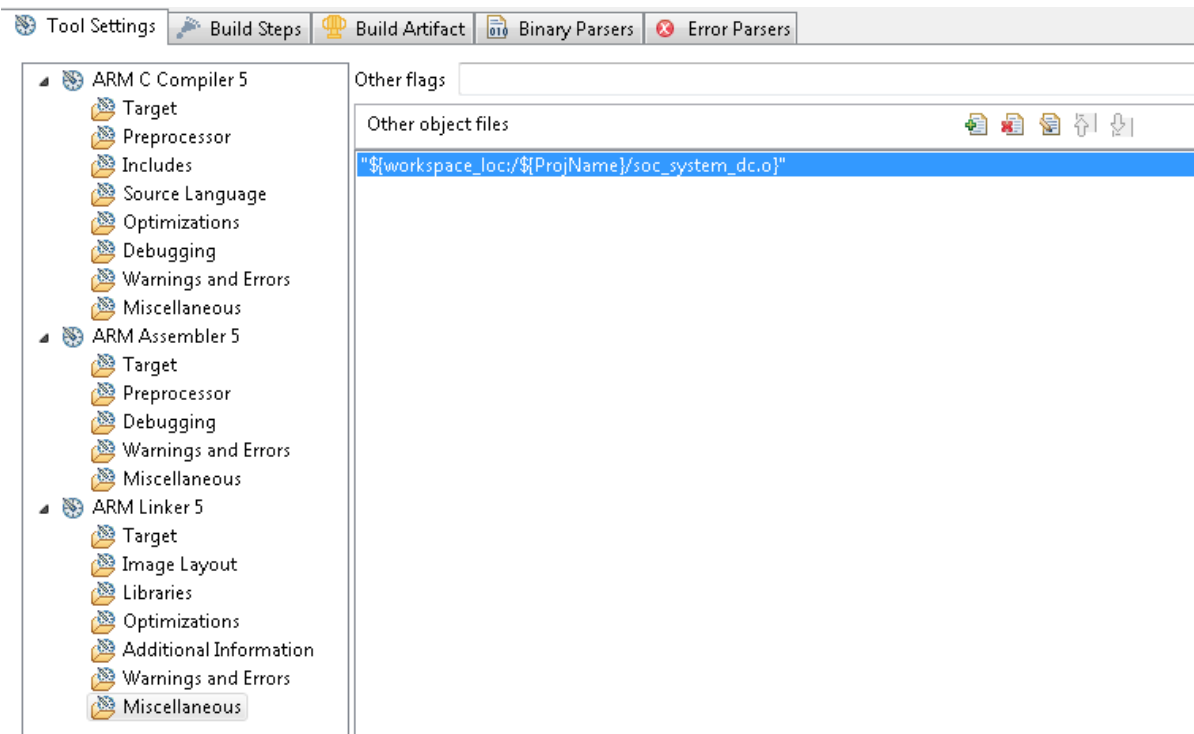 Tool Settings Build Steps Build Artifact Binary Parsers Error Parsers
ARM C Compiler 5
Target
Preprocessor
Includes
Source Language
Optimizations
Debugging
Warnings and Errors
Miscellaneous
ARM Assembler 5
Target
Preprocessor
Debugging
Warnings and Errors
Miscellaneous
ARM Linker 5
Target
Image Layout
Libraries
Optimizations
Additional Information
Warnings and Errors
Miscellaneous
Other flags
Other object files
"${workspace_loc:/${ProjName}/soc_system_dc.o}"